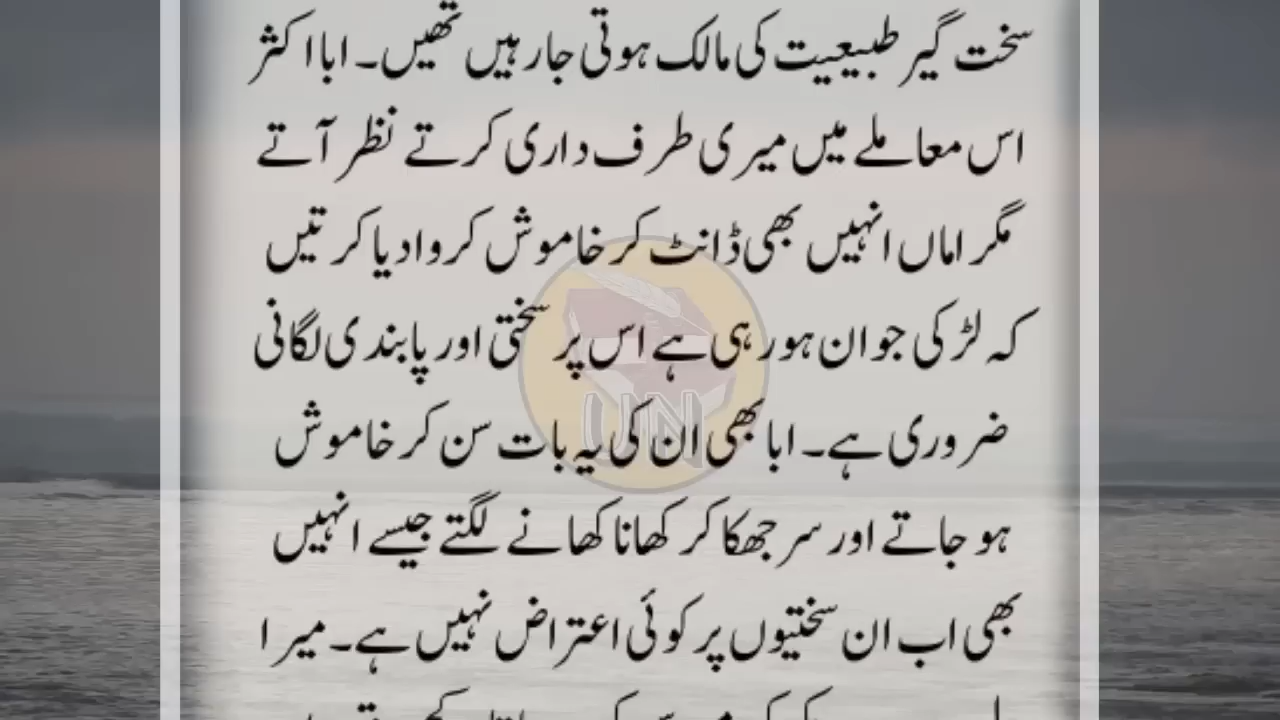 سخت گیر طبیعیت کی مالک ہوتی جارہیں تھیں۔ ابا اکثر
اس معاملے میں میری طرف داری کرتے نظر آتے
مگر اماں انہیں بھی ڈانٹ کر خاموش کروا دیا کرتیں
کہ لڑکی جوان ہو رہی ہے اس پر سختی اور پابندی لگانی
ضروری ہے۔ ابا بھی ان کی یہ بات سن کر خاموش
ہو جاتے اور سر جھکا کر کھانا کھانے لگتے جیسے انہیں
بھی اب ان سختیوں پر کوئی اعتراض نہیں ہے۔ میرا
UN